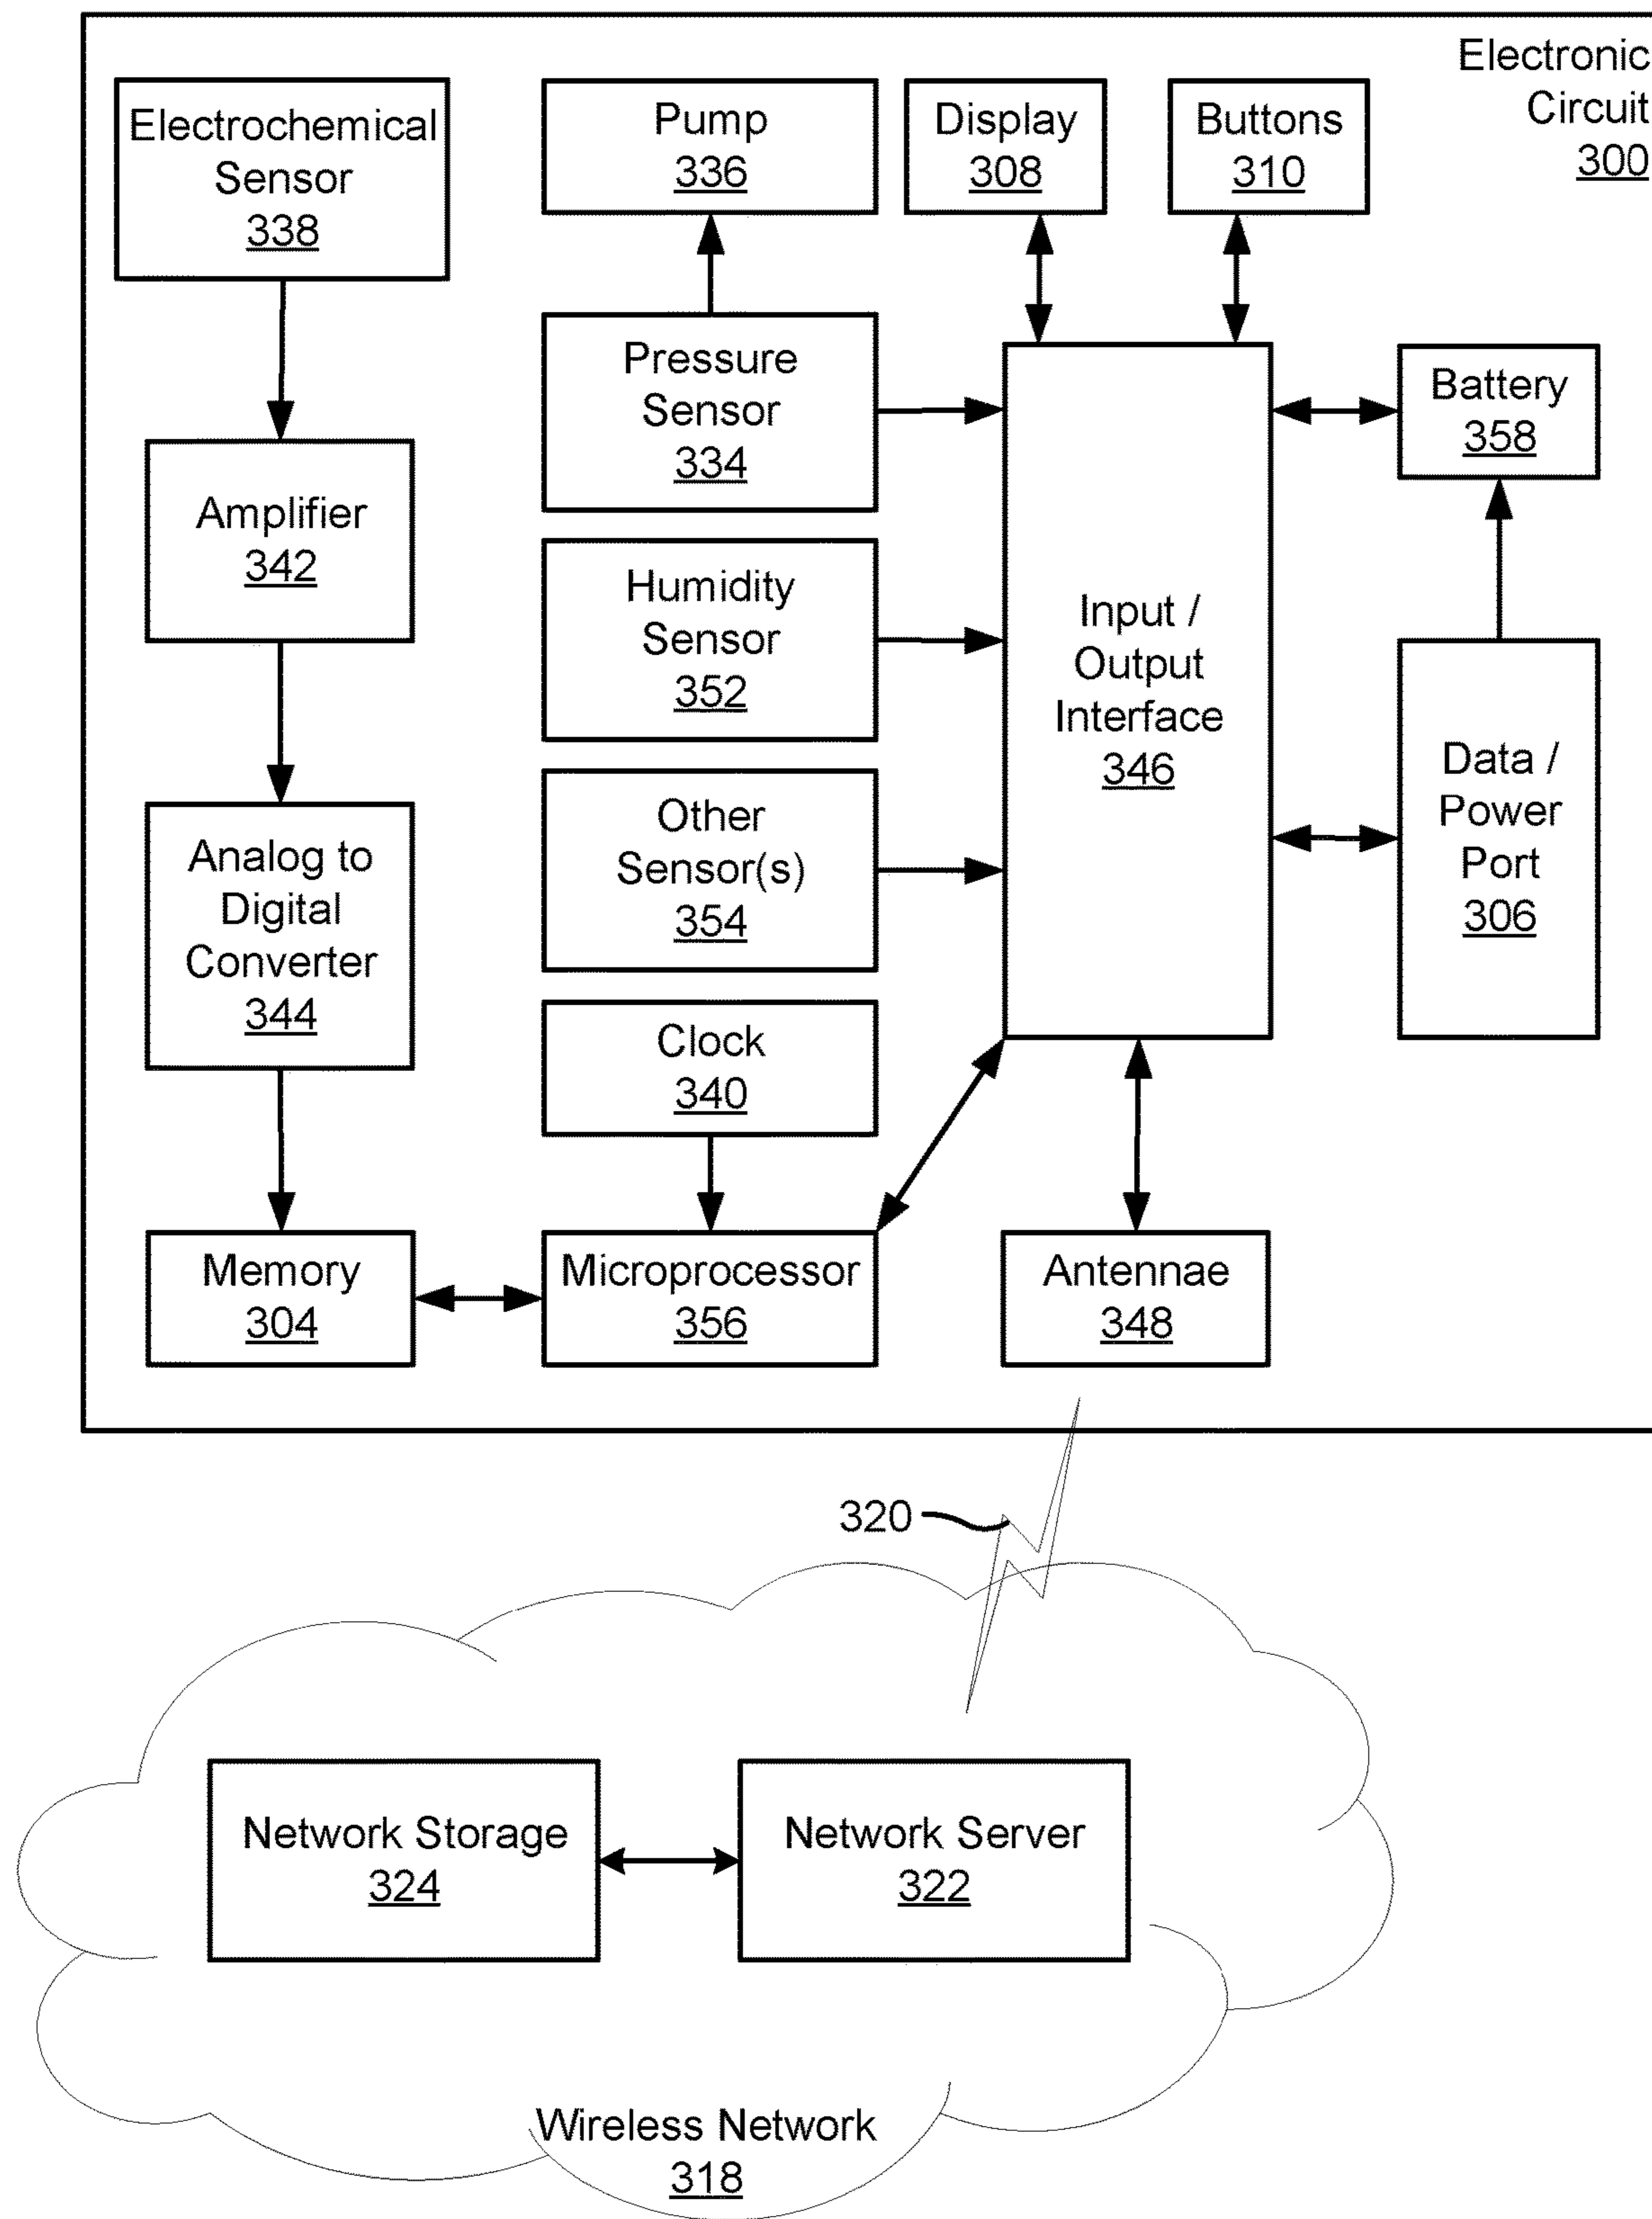 Electronic
Circuit
300
Electrochemical
Sensor
338
Pump
336
Display
308
Buttons
310
Pressure
Sensor
334
Battery
358
Amplifier
342
Humidity
Sensor
352
Input /
Output
Interface
346
Data /
Power
Port
306
Other
Sensor(s)
354
Analog to
Digital
Converter
344
Clock
340
Memory
304
Microprocessor
356
Antennae
348
320
Network Storage
324
Network Server
322
Wireless Network
318